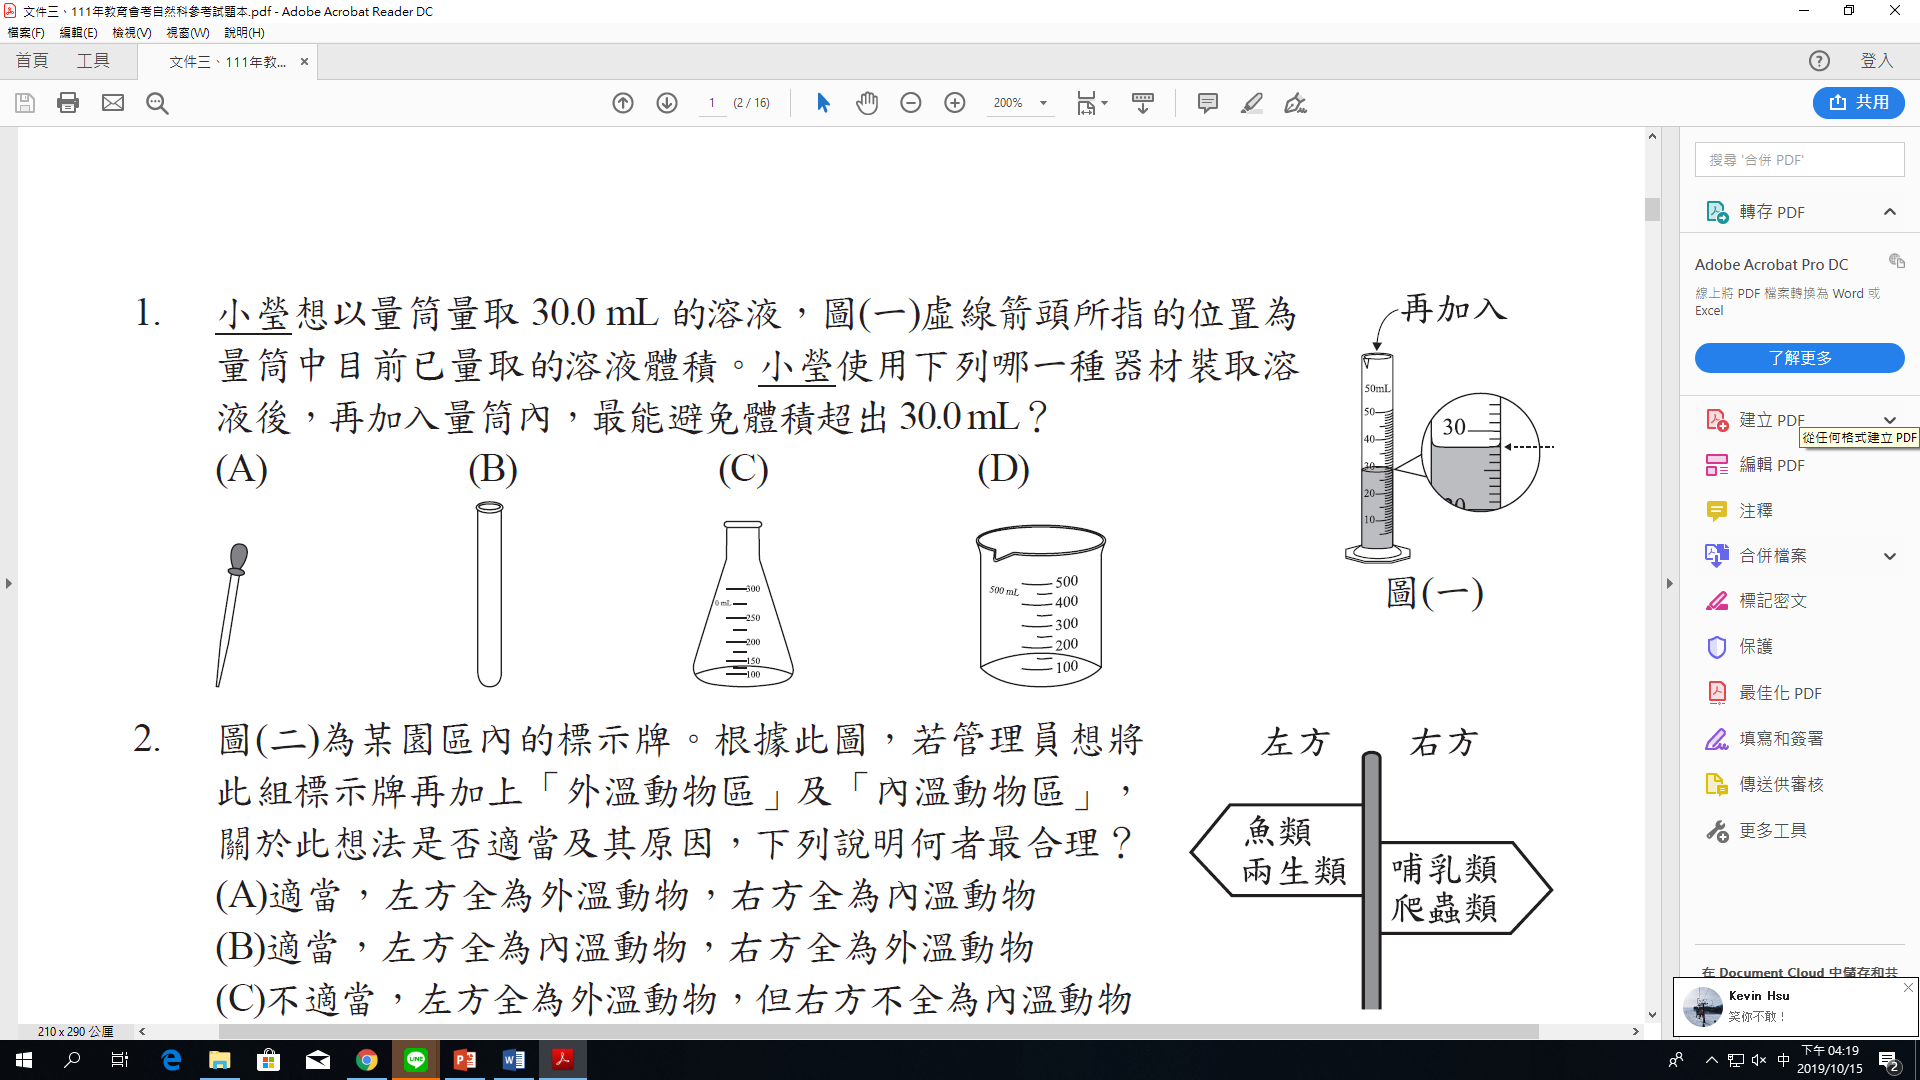 文件三、111年教育會考自然科參考試題本.pdf - Adobe Acrobat Reader DC
檔案(F) 編輯(E) 檢視(V) 視窗(W) 說明(H)
首頁 工具 文件三、111年教... × 登入
1 (2 / 16) 200% 共用
搜尋 '合併 PDF'
轉存 PDF
Adobe Acrobat Pro DC
線上將 PDF 檔案轉換為 Word 或
Excel
了解更多
建立 PDF
從任何格式建立 PDF
編輯 PDF
注釋
合併檔案
標記密文
保護
最佳化 PDF
填寫和簽署
傳送供審核
更多工具
在 Document Cloud 中儲存和共
1. 小瑩想以量筒量取 30.0 mL 的溶液,圖(一)虛線箭頭所指的位置為
量筒中目前已量取的溶液體積。小瑩使用下列哪一種器材裝取溶
液後,再加入量筒內,最能避免體積超出 30.0 mL?
(A) (B) (C) (D)
300
0 mL
250
200
150
100
500 mL
500
400
300
200
100
再加入
50mL
50
40
30
20
10
30
20
圖(一)
2. 圖(二)為某園區內的標示牌。根據此圖,若管理員想將
此組標示牌再加上「外溫動物區」及「內溫動物區」,
關於此想法是否適當及其原因,下列說明何者最合理?
(A)適當,左方全為外溫動物,右方全為內溫動物
(B)適當,左方全為內溫動物,右方全為外溫動物
(C)不適當,左方全為外溫動物,但右方不全為內溫動物
左方 右方
魚類
兩生類
哺乳類
爬蟲類
Kevin Hsu
笑你不敢!
210 x 290 公厘
中
下午 04:19
2019/10/15
2